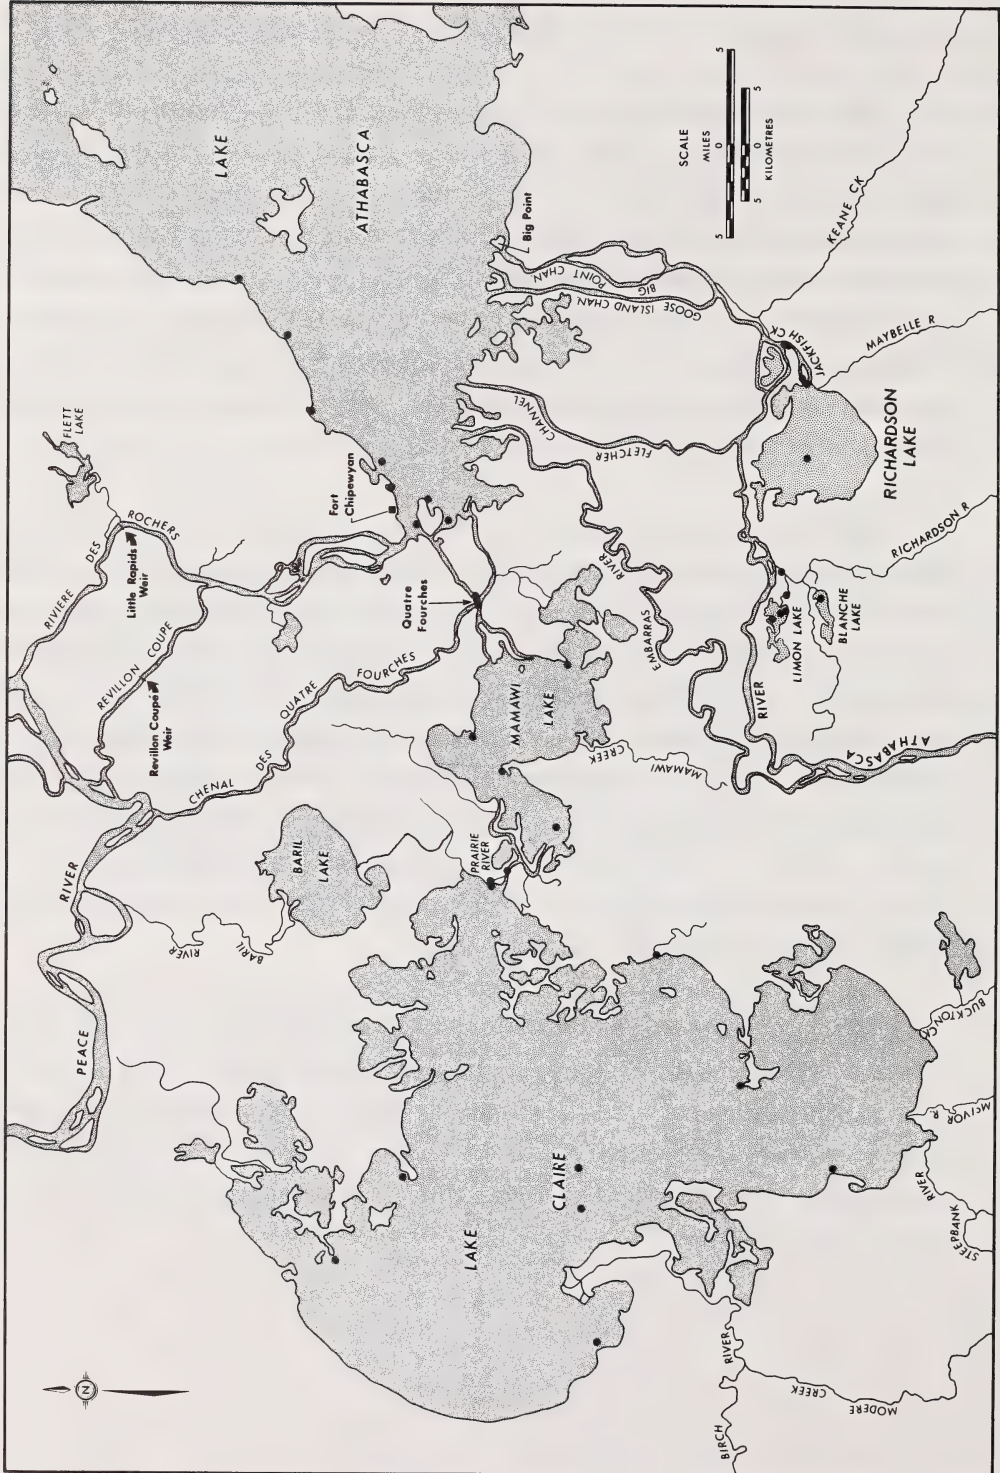 LAKE
ATHABASCA
FLETT
LAKE
Fort
Chipewyan
RIVIERE
DES
ROCHERS
Little Rapids
Weir
REVILLON
COUPE
Revillon Coupé
Weir
Quatre
Fourches
CHENAL
DES
QUATRE
FOURCHES
PEACE
RIVER
BARIL
RIVER
BARIL
LAKE
PRAIRIE
RIVER
MAMAWI
LAKE
MAMAWI
CREEK
Big Point
BIG
POINT CHAN.
GOOSE ISLAND CHAN.
FLETCHER
CHANNEL
EMBARRAS
RIVER
SCALE
MILES
5
0
5
5
0
5
KILOMETRES
KEANE CK
JACKFISH CK
MAYBELLE R
RICHARDSON
LAKE
RICHARDSON R
LIMON LAKE
BLANCHE
LAKE
RIVER
ATHABASCA
LAKE
CLAIRE
BUCKTON CK
McIVOR R
STEEPBANK
RIVER
BIRCH
RIVER
MODERE
CREEK
N